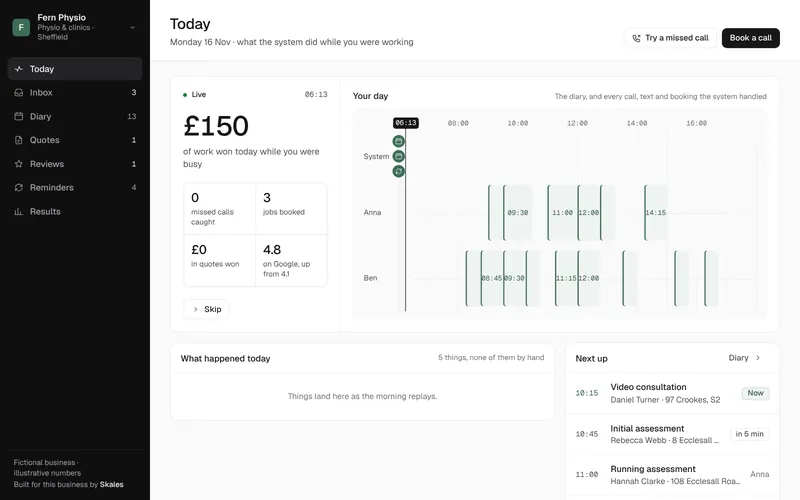 F
Fern Physio
Physio & clinics ·
Sheffield
Today
Inbox 3
Diary 13
Quotes 1
Reviews 1
Reminders 4
Results
Fictional business ·
illustrative numbers
Built for this business by Skales
Today
Monday 16 Nov · what the system did while you were working
Try a missed call
Book a call
Live 06:13
£150
of work won today while you were
busy
0
missed calls
caught
3
jobs booked
£0
in quotes won
4.8
on Google, up
from 4.1
Skip
Your day
The diary, and every call, text and booking the system handled
06:13 08:00 10:00 12:00 14:00 16:00
System
Anna 09:30 11:00 12:00 14:15
Ben 08:45 09:30 11:15 12:00
What happened today
5 things, none of them by hand
Things land here as the morning replays.
Next up
Diary
10:15 Video consultation
Daniel Turner · 97 Crookes, S2
Now
10:45 Initial assessment
Rebecca Webb · 8 Ecclesall ...
in 5 min
11:00 Running assessment
Hannah Clarke · 108 Ecclesall Roa...
Anna